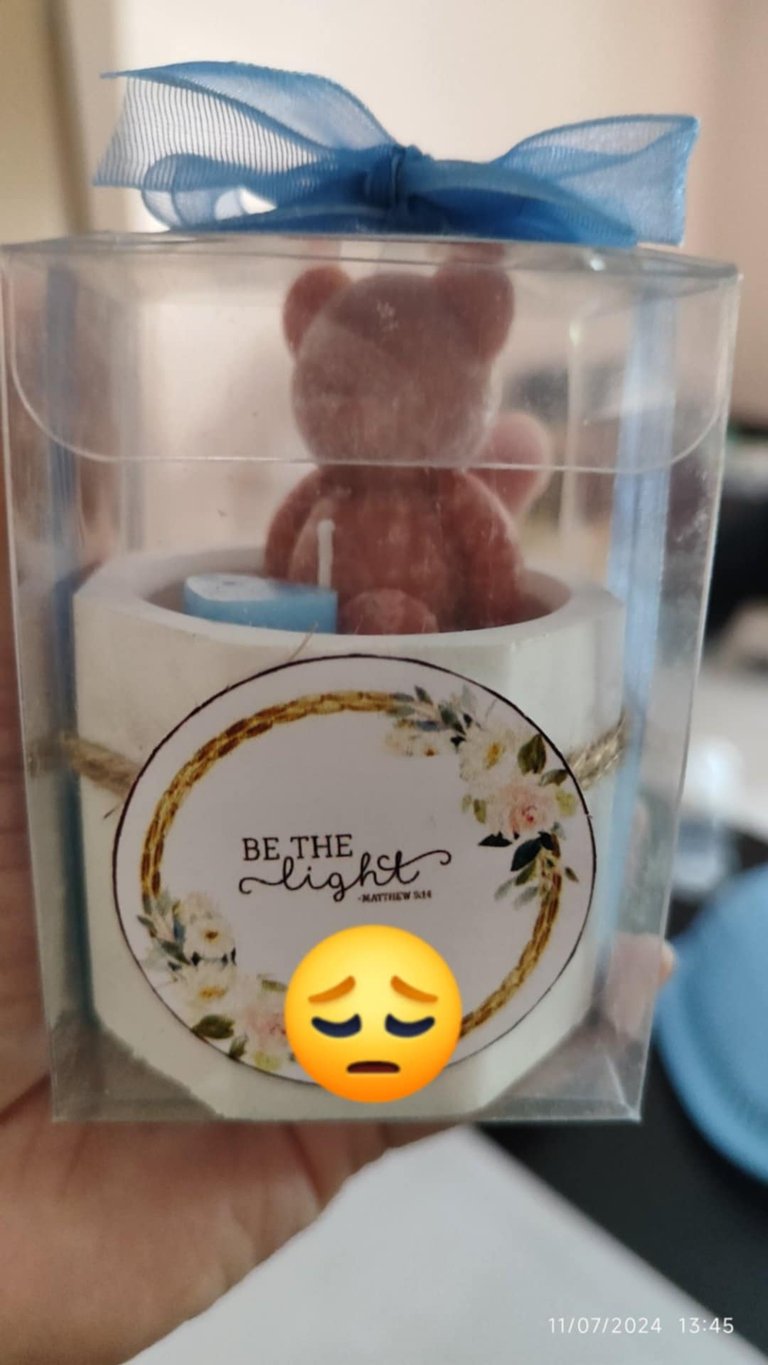 BE THE
light
-MATTHEW 5:14
11/07/2024 13:45